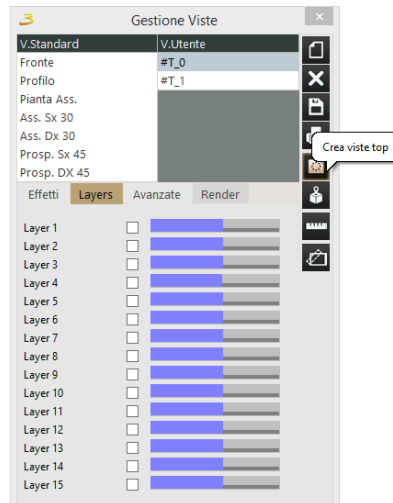 Gestione Viste
V.Standard V.Utente
Fronte #T_0
Profilo #T_1
Pianta Ass.
Ass. Sx 30
Ass. Dx 30
Prosp. Sx 45
Prosp. DX 45
Crea viste top
Effetti Layers Avanzate Render
Layer 1
Layer 2
Layer 3
Layer 4
Layer 5
Layer 6
Layer 7
Layer 8
Layer 9
Layer 10
Layer 11
Layer 12
Layer 13
Layer 14
Layer 15